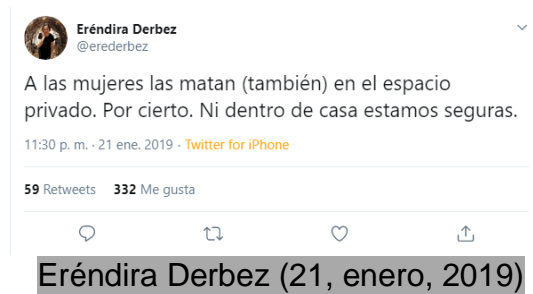 Eréndira Derbez
@erederbez
A las mujeres las matan (también) en el espacio
privado. Por cierto. Ni dentro de casa estamos seguras.
11:30 p. m. · 21 ene. 2019 · Twitter for iPhone
59 Retweets 332 Me gusta
Eréndira Derbez (21, enero, 2019)